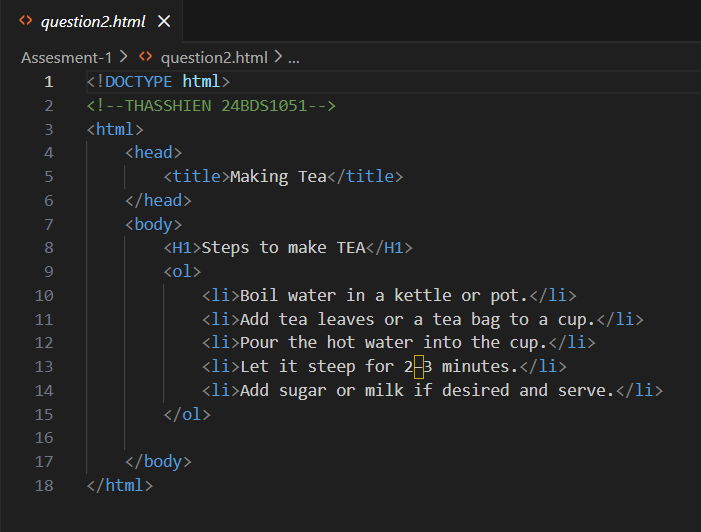 question2.html
Assesment-1 > question2.html > ...
1 <!DOCTYPE html>
2 <!--THASSHIEN 24BDS1051-->
3 <html>
4 <head>
5 <title>Making Tea</title>
6 </head>
7 <body>
8 <H1>Steps to make TEA</H1>
9 <ol>
10 <li>Boil water in a kettle or pot.</li>
11 <li>Add tea leaves or a tea bag to a cup.</li>
12 <li>Pour the hot water into the cup.</li>
13 <li>Let it steep for 2–3 minutes.</li>
14 <li>Add sugar or milk if desired and serve.</li>
15 </ol>
16
17 </body>
18 </html>